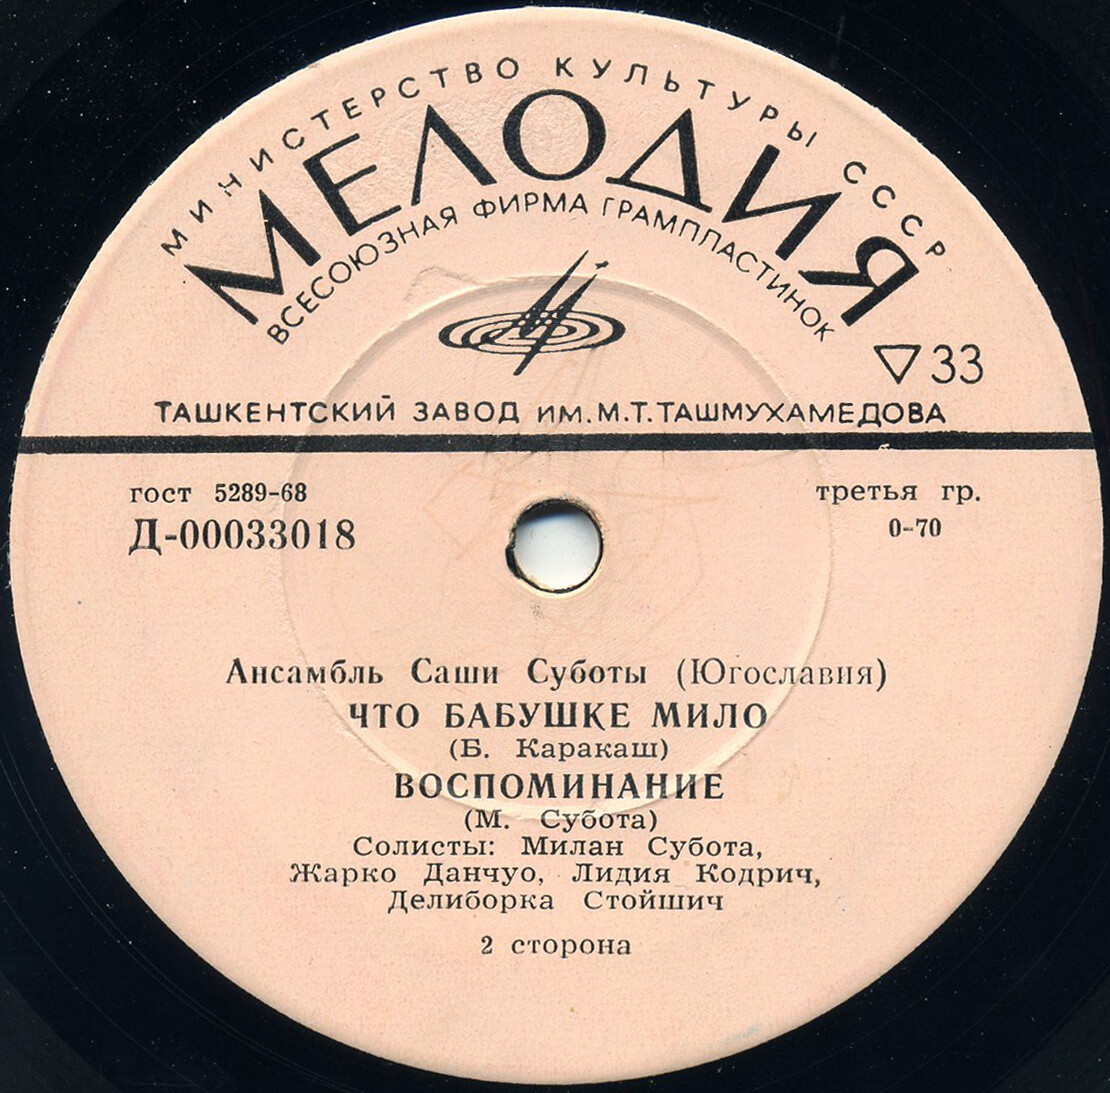 МИНИСТЕРСТВО КУЛЬТУРЫ СССР
МЕЛОДИЯ
ВСЕСОЮЗНАЯ ФИРМА ГРАМПЛАСТИНОК
33
ТАШКЕНТСКИЙ ЗАВОД ИМ. М.Т. ТАШМУХАМЕДОВА
гост 5289-68
третья гр.
Д-00033018
0-70
Ансамбль Саши Суботы (Югославия)
ЧТО БАБУШКЕ МИЛО
(Б. Каракаш)
ВОСПОМИНАНИЕ
(М. Субота)
Солисты: Милан Субота,
Жарко Данчуо, Лидия Кодрич,
Делиборка Стойшич
2 сторона